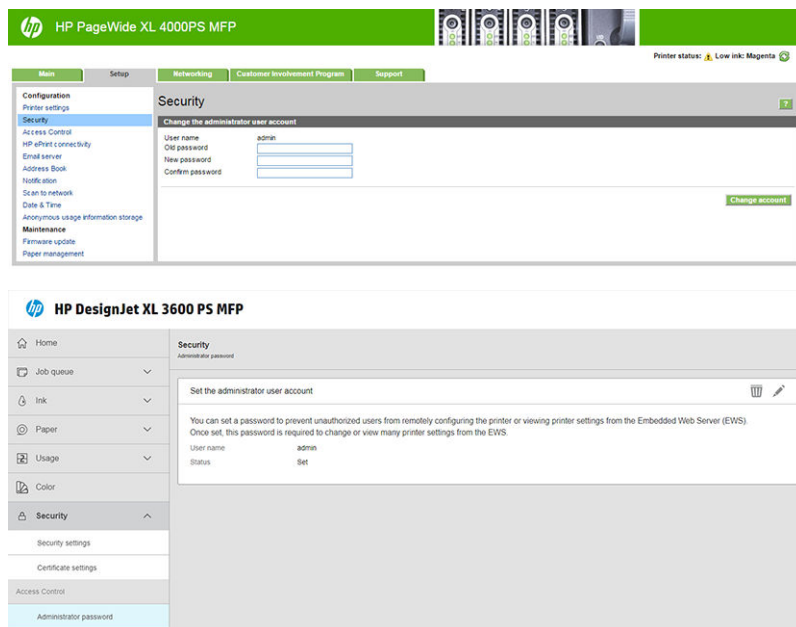 hp HP PageWide XL 4000PS MFP
Printer status: Low ink: Magenta
Main Setup Networking Customer Involvement Program Support
Configuration
Printer settings
Security
Access Control
HP ePrint connectivity
Email server
Address Book
Notification
Scan to network
Date & Time
Anonymous usage information storage
Maintenance
Firmware update
Paper management
Security
?
Change the administrator user account
User name admin
Old password
New password
Confirm password
Change account
hp HP DesignJet XL 3600 PS MFP
Home
Job queue
Ink
Paper
Usage
Color
Security
Security settings
Certificate settings
Access Control
Administrator password
Security
Administrator password
Set the administrator user account
You can set a password to prevent unauthorized users from remotely configuring the printer or viewing printer settings from the Embedded Web Server (EWS).
Once set, this password is required to change or view many printer settings from the EWS.
User name admin
Status Set